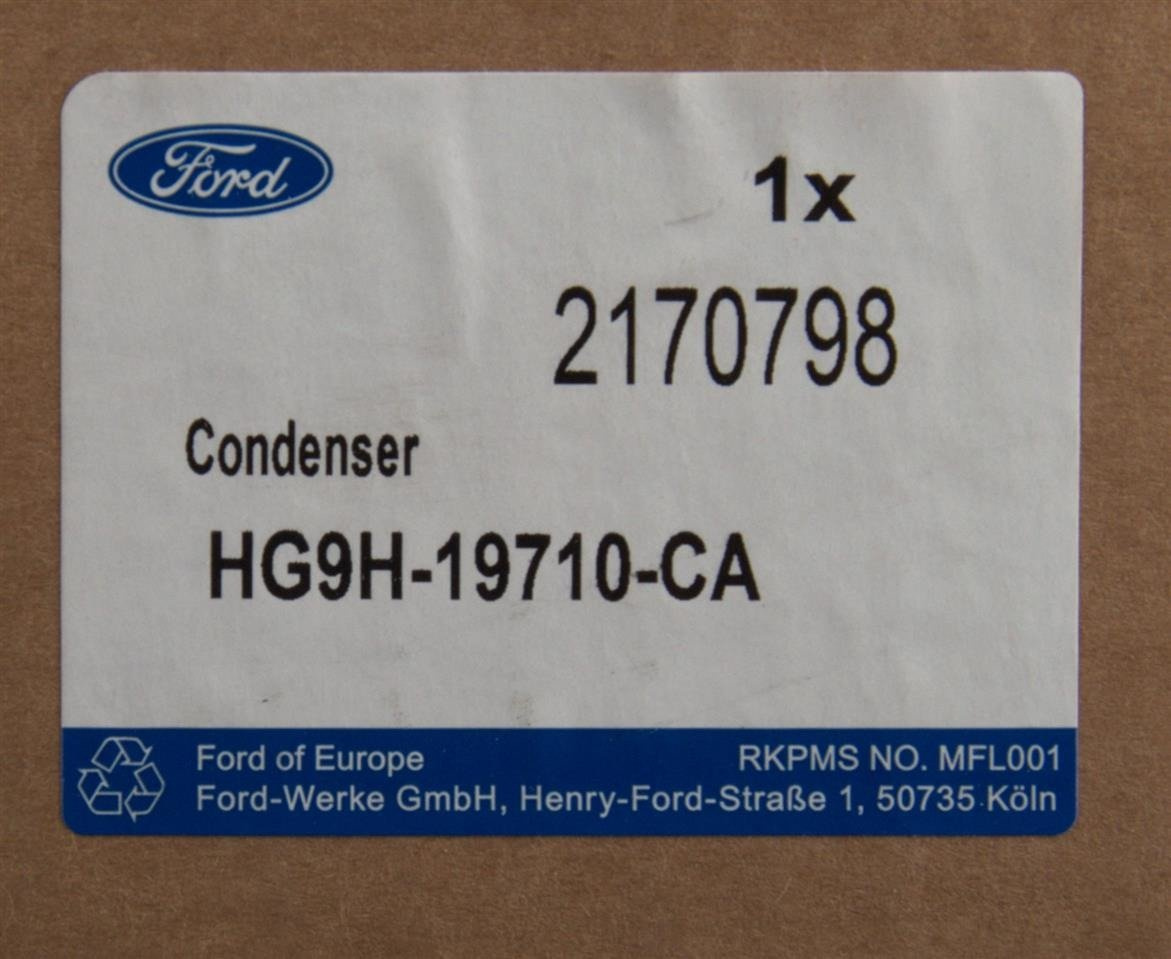 Ford
1x
2170798
Condenser
HG9H-19710-CA
Ford of Europe RKPMS NO. MFL001
Ford-Werke GmbH, Henry-Ford-Straße 1, 50735 Köln